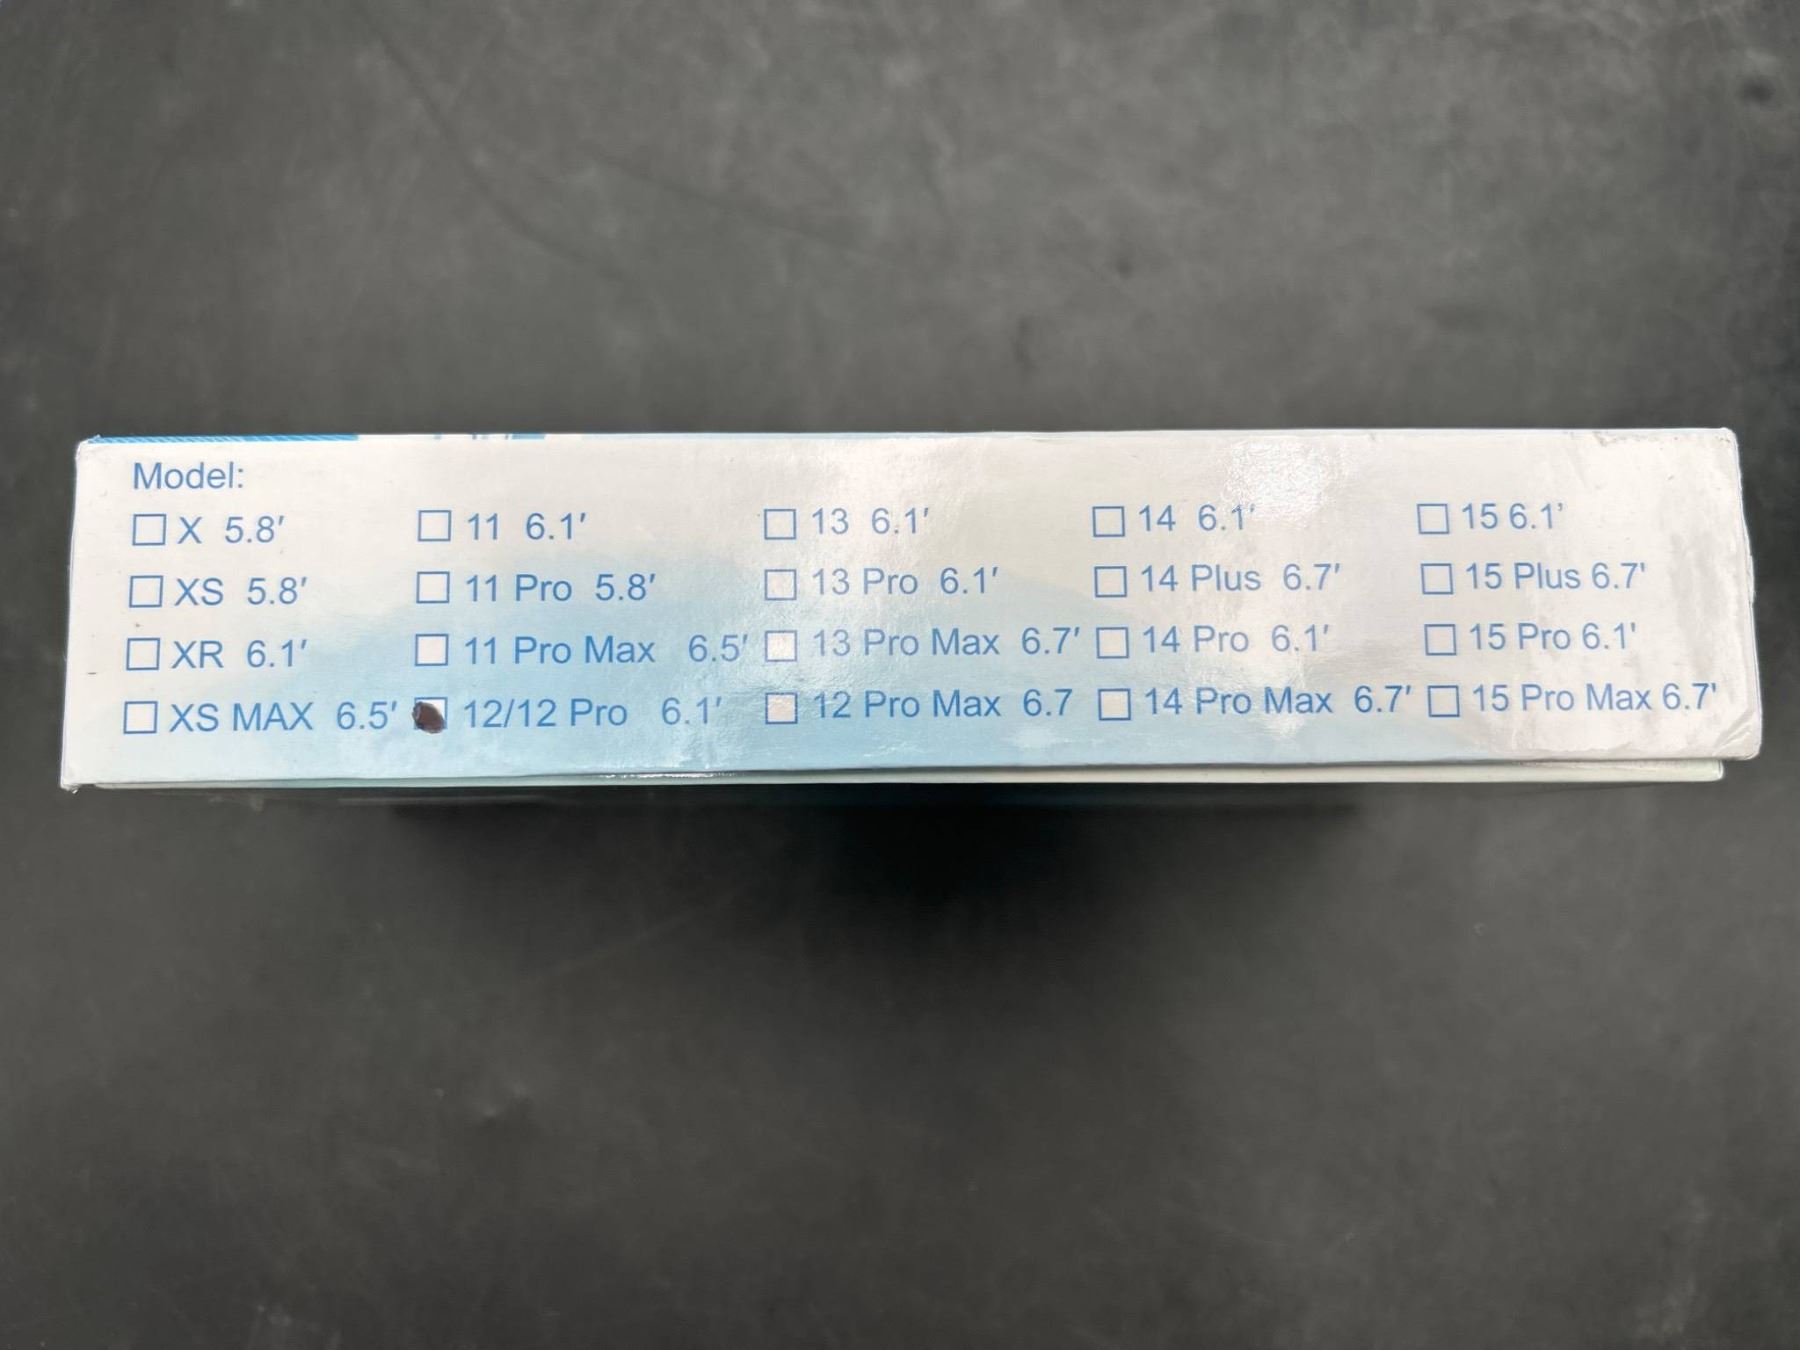 Model:
☐ X 5.8′ ☐ 11 6.1′ ☐ 13 6.1′ ☐ 14 6.1′ ☐ 15 6.1’
☐ XS 5.8′ ☐ 11 Pro 5.8′ ☐ 13 Pro 6.1′ ☐ 14 Plus 6.7′ ☐ 15 Plus 6.7'
☐ XR 6.1′ ☐ 11 Pro Max 6.5′ ☐ 13 Pro Max 6.7′ ☐ 14 Pro 6.1′ ☐ 15 Pro 6.1'
☐ XS MAX 6.5′ ☑ 12/12 Pro 6.1′ ☐ 12 Pro Max 6.7 ☐ 14 Pro Max 6.7′ ☐ 15 Pro Max 6.7'